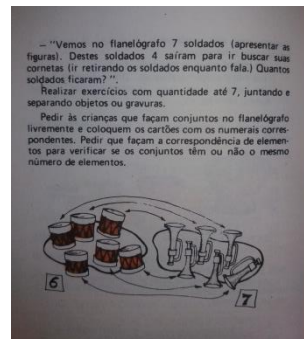 — "Vemos no flanelógrafo 7 soldados (apresentar as
figuras). Destes soldados 4 saíram para ir buscar suas
cornetas (ir retirando os soldados enquanto fala.) Quantos
soldados ficaram? ".
Realizar exercícios com quantidade até 7, juntando e
separando objetos ou gravuras.
Pedir às crianças que façam conjuntos no flanelógrafo
livremente e coloquem os cartões com os numerais corres-
pondentes. Pedir que façam a correspondência de elemen-
tos para verificar se os conjuntos têm ou não o mesmo
número de elementos.
6
7